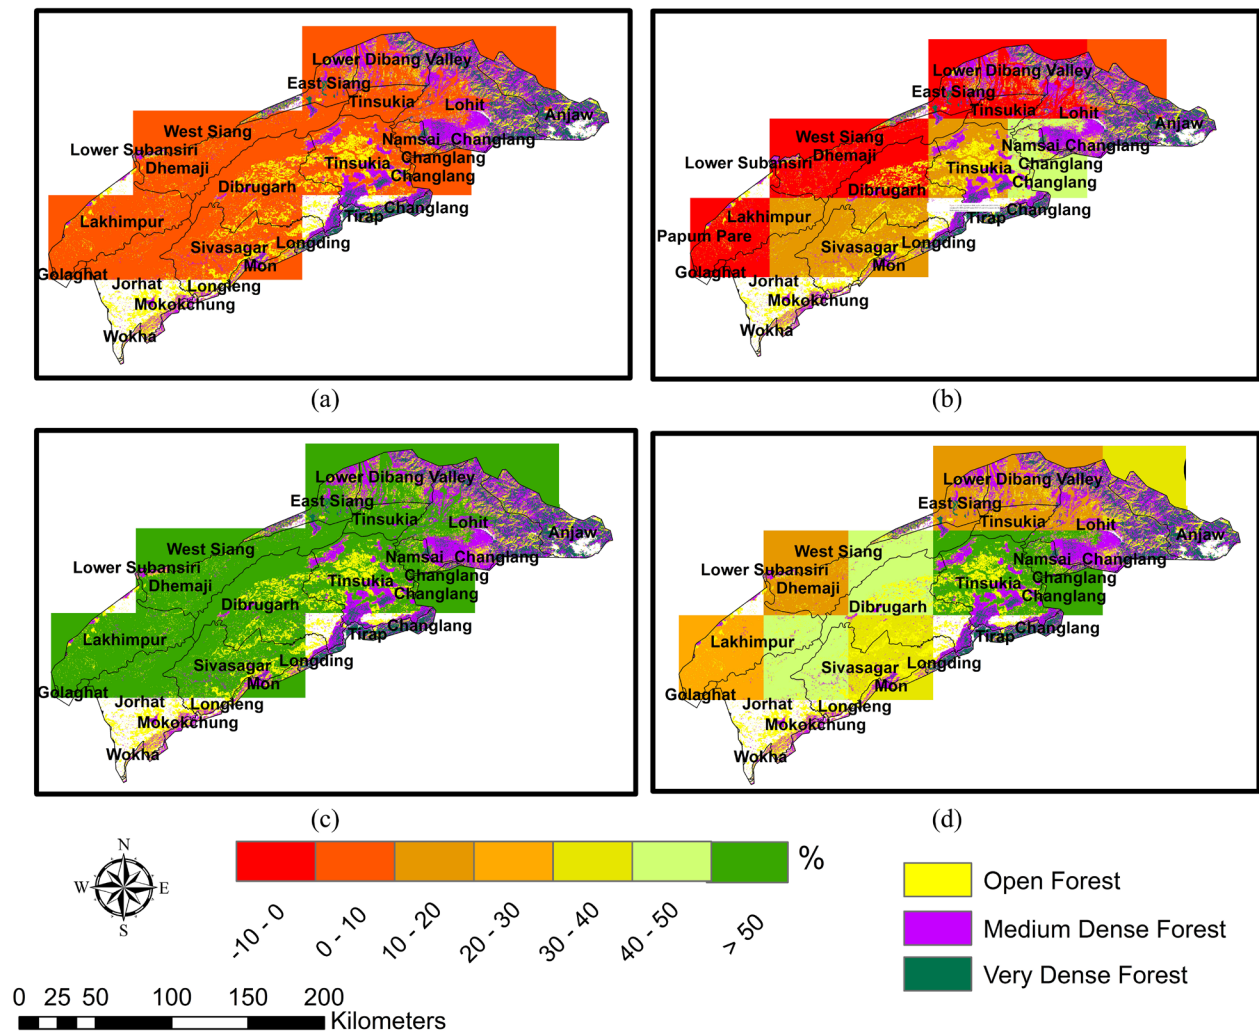 Lower Dibang Valley
East Siang
Tinsukia
Lohit
Anjaw
West Siang
Namsai Changlang
Lower Subansiri
Changlang
Dhemaji
Tinsukia
Changlang
Dibrugarh
Changlang
Lakhimpur
Tirap
Sivasagar
Longding
Mon
Golaghat
Jorhat
Longleng
Mokokchung
Wokha
(a)
Lower Dibang Valley
East Siang
Tinsukia
Lohit
Anjaw
West Siang
Namsai Changlang
Dhemaji
Lower Subansiri
Changlang
Tinsukia
Changlang
Dibrugarh
Changlang
Lakhimpur
Tirap
Papum Pare
Sivasagar
Longding
Mon
Golaghat
Jorhat
Mokokchung
Wokha
(b)
Lower Dibang Valley
East Siang
Tinsukia
Lohit
Anjaw
West Siang
Namsai Changlang
Lower Subansiri
Changlang
Dhemaji
Tinsukia
Changlang
Dibrugarh
Changlang
Lakhimpur
Tirap
Sivasagar
Longding
Mon
Golaghat
Jorhat
Longleng
Mokokchung
Wokha
(c)
Lower Dibang Valley
East Siang
Tinsukia
Lohit
Anjaw
West Siang
Namsai Changlang
Lower Subansiri
Changlang
Dhemaji
Tinsukia
Changlang
Dibrugarh
Changlang
Lakhimpur
Tirap
Sivasagar
Longding
Mon
Golaghat
Jorhat
Longleng
Mokokchung
Wokha
(d)
N
W E
S
%
-10 - 0
0 - 10
10 - 20
20 - 30
30 - 40
40 - 50
> 50
Open Forest
Medium Dense Forest
Very Dense Forest
0 25 50 100 150 200
Kilometers